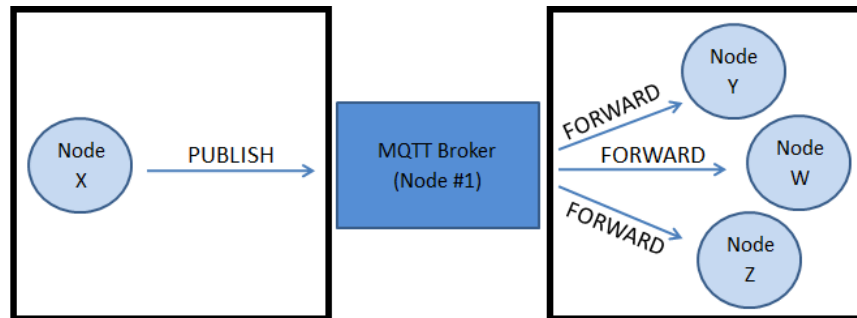 Node
X
PUBLISH
MQTT Broker
(Node #1)
FORWARD
Node
Y
FORWARD
Node
W
FORWARD
Node
Z